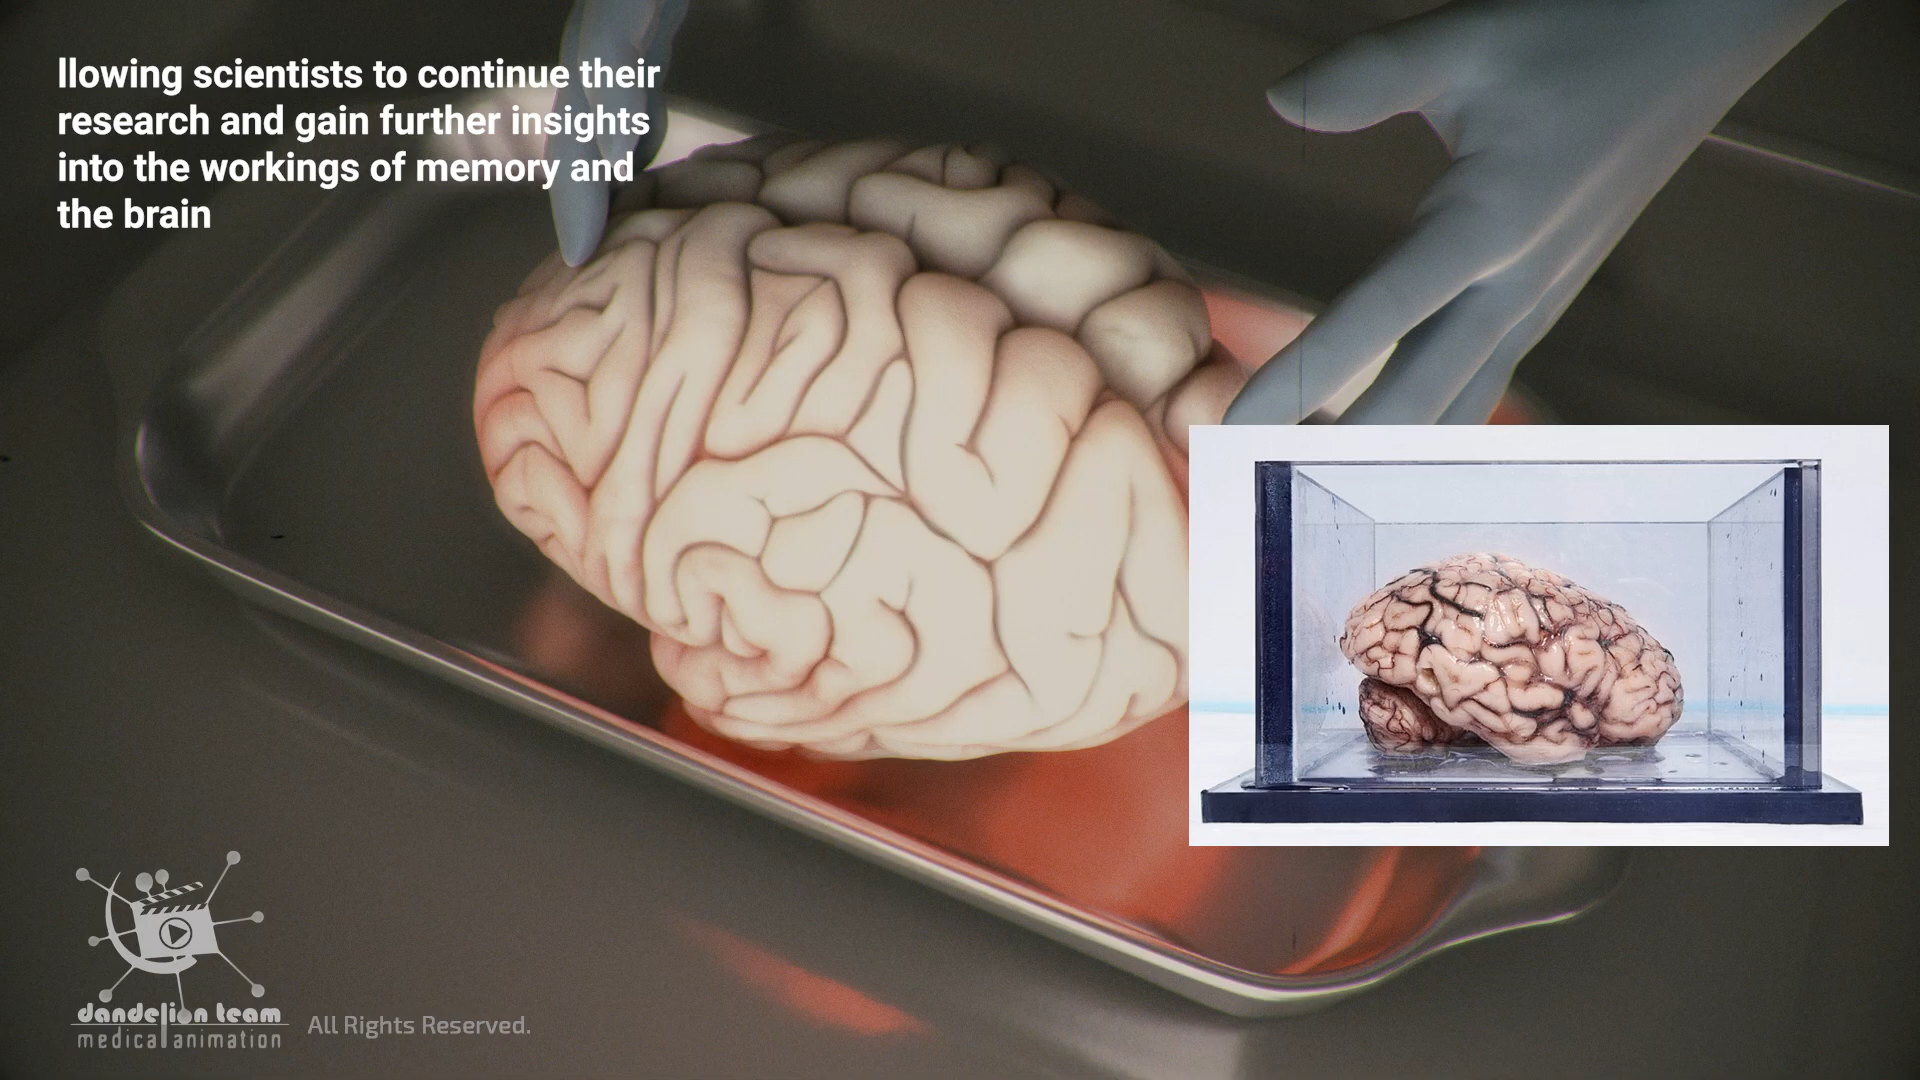 llowing scientists to continue their
research and gain further insights
into the workings of memory and
the brain
dandelion team
medical animation
All Rights Reserved.